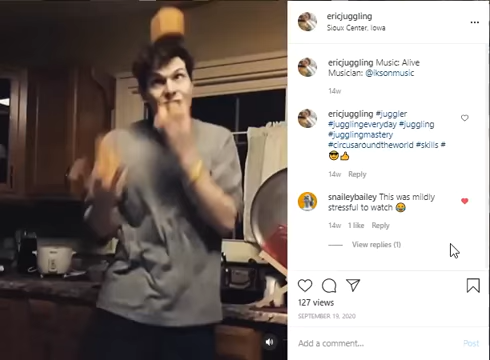 ericjuggling
Sioux Center, Iowa
ericjuggling Music: Alive
Musician: @iksonmusic
14w
ericjuggling #juggler
#jugglingeveryday #juggling
#jugglingmastery
#circusaroundtheworld #skills #
😎👍
14w Reply
snaileybailey This was mildly
stressful to watch 😂
14w 1 like Reply
View replies (1)
127 views
SEPTEMBER 19, 2020
Add a comment...
Post